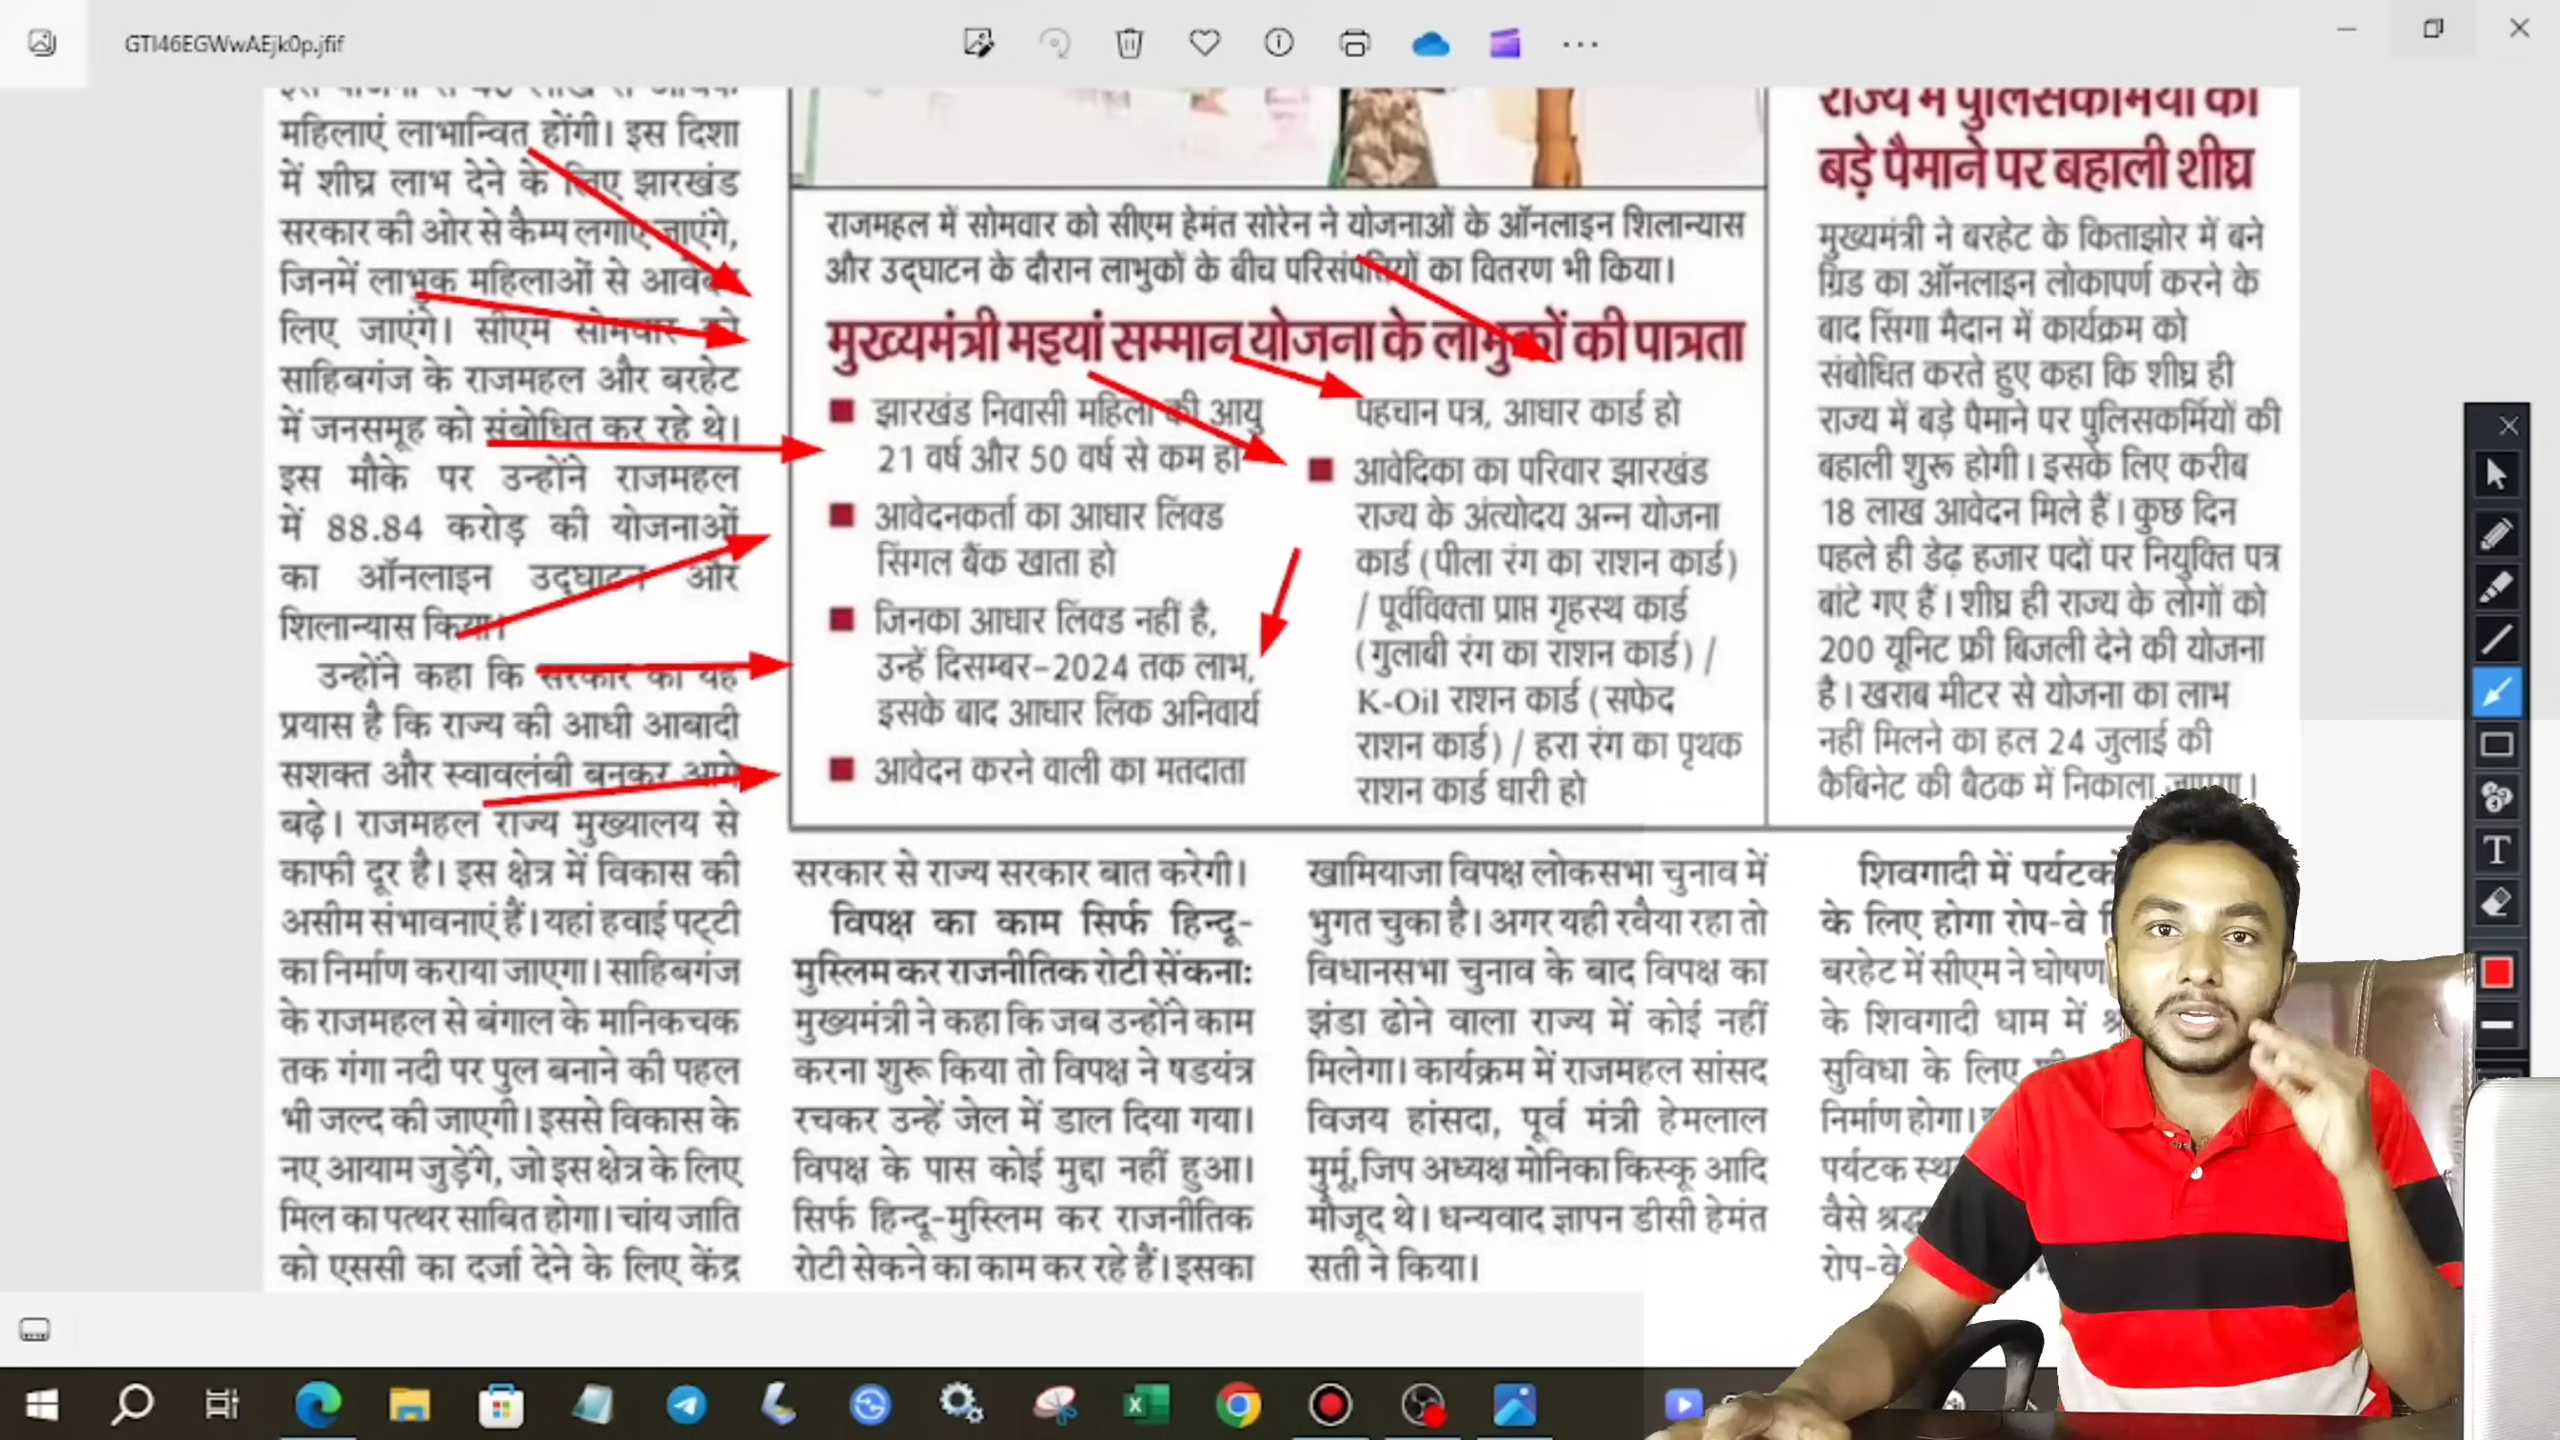 GTI46EGWwAEjk0p.jfif
महिलाएं लाभान्वित होंगी। इस दिशा
में शीघ्र लाभ देने के लिए झारखंड
सरकार की ओर से कैम्प लगाए जाएंगे,
जिनमें लाभुक महिलाओं से आवेदन
लिए जाएंगे। सीएम सोमवार को
साहिबगंज के राजमहल और बरहेट
में जनसमूह को संबोधित कर रहे थे।
इस मौके पर उन्होंने राजमहल
में 88.84 करोड़ की योजनाओं
का ऑनलाइन उद्घाटन और
शिलान्यास किया।
उन्होंने कहा कि सरकार का यह
प्रयास है कि राज्य की आधी आबादी
सशक्त और स्वावलंबी बनकर आगे
बढ़े। राजमहल राज्य मुख्यालय से
काफी दूर है। इस क्षेत्र में विकास की
असीम संभावनाएं हैं। यहां हवाई पट्टी
का निर्माण कराया जाएगा। साहिबगंज
के राजमहल से बंगाल के मानिकचक
तक गंगा नदी पर पुल बनाने की पहल
भी जल्द की जाएगी। इससे विकास के
नए आयाम जुड़ेंगे, जो इस क्षेत्र के लिए
मिल का पत्थर साबित होगा। चांय जाति
को एससी का दर्जा देने के लिए केंद्र
राजमहल में सोमवार को सीएम हेमंत सोरेन ने योजनाओं के ऑनलाइन शिलान्यास
और उद्घाटन के दौरान लाभुकों के बीच परिसंपत्तियों का वितरण भी किया।
मुख्यमंत्री मइयां सम्मान योजना के लाभुकों की पात्रता
झारखंड निवासी महिला की आयु
21 वर्ष और 50 वर्ष से कम हो
आवेदनकर्ता का आधार लिंक्ड
सिंगल बैंक खाता हो
जिनका आधार लिंक्ड नहीं है,
उन्हें दिसम्बर-2024 तक लाभ,
इसके बाद आधार लिंक अनिवार्य
आवेदन करने वाली का मतदाता
पहचान पत्र, आधार कार्ड हो
आवेदिका का परिवार झारखंड
राज्य के अंत्योदय अन्न योजना
कार्ड (पीला रंग का राशन कार्ड)
/ पूर्वविक्ता प्राप्त गृहस्थ कार्ड
(गुलाबी रंग का राशन कार्ड) /
K-Oil राशन कार्ड (सफेद
राशन कार्ड) / हरा रंग का पृथक
राशन कार्ड धारी हो
सरकार से राज्य सरकार बात करेगी।
विपक्ष का काम सिर्फ हिन्दू-
मुस्लिम कर राजनीतिक रोटी सेंकना:
मुख्यमंत्री ने कहा कि जब उन्होंने काम
करना शुरू किया तो विपक्ष ने षडयंत्र
रचकर उन्हें जेल में डाल दिया गया।
विपक्ष के पास कोई मुद्दा नहीं हुआ।
सिर्फ हिन्दू-मुस्लिम कर राजनीतिक
रोटी सेकने का काम कर रहे हैं। इसका
खामियाजा विपक्ष लोकसभा चुनाव में
भुगत चुका है। अगर यही रवैया रहा तो
विधानसभा चुनाव के बाद विपक्ष का
झंडा ढोने वाला राज्य में कोई नहीं
मिलेगा। कार्यक्रम में राजमहल सांसद
विजय हांसदा, पूर्व मंत्री हेमलाल
मुर्मू,जिप अध्यक्ष मोनिका किस्कू आदि
मौजूद थे। धन्यवाद ज्ञापन डीसी हेमंत
सती ने किया।
राज्य में पुलिसकर्मियों की
बड़े पैमाने पर बहाली शीघ्र
मुख्यमंत्री ने बरहेट के किताझोर में बने
ग्रिड का ऑनलाइन लोकापर्ण करने के
बाद सिंगा मैदान में कार्यक्रम को
संबोधित करते हुए कहा कि शीघ्र ही
राज्य में बड़े पैमाने पर पुलिसकर्मियों की
बहाली शुरू होगी। इसके लिए करीब
18 लाख आवेदन मिले हैं। कुछ दिन
पहले ही डेढ़ हजार पदों पर नियुक्ति पत्र
बांटे गए हैं। शीघ्र ही राज्य के लोगों को
200 यूनिट फ्री बिजली देने की योजना
है। खराब मीटर से योजना का लाभ
नहीं मिलने का हल 24 जुलाई की
कैबिनेट की बैठक में निकाला जाएगा।
शिवगादी में
के लिए होगा रोप-वे
बरहेट में सीएम ने
के शिवगादी धाम में
सुविधा के लिए
निर्माण होगा।
पर्यटक
वैसे
रोप-वे
T